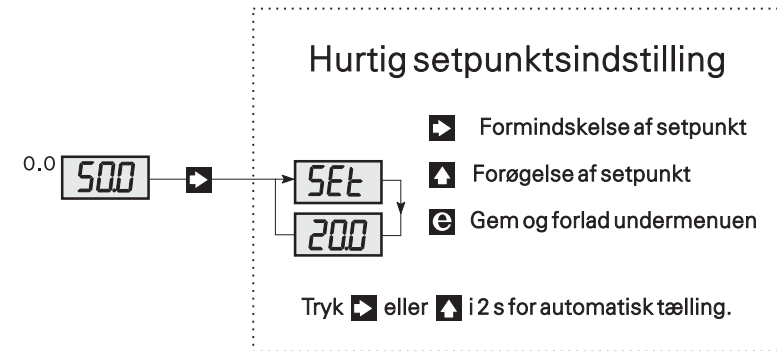 Hurtig setpunktsindstilling
Formindskelse af setpunkt
0.0 50.0
SEt
Forøgelse af setpunkt
20.0
e Gem og forlad undermenuen
Tryk eller i 2 s for automatisk tælling.